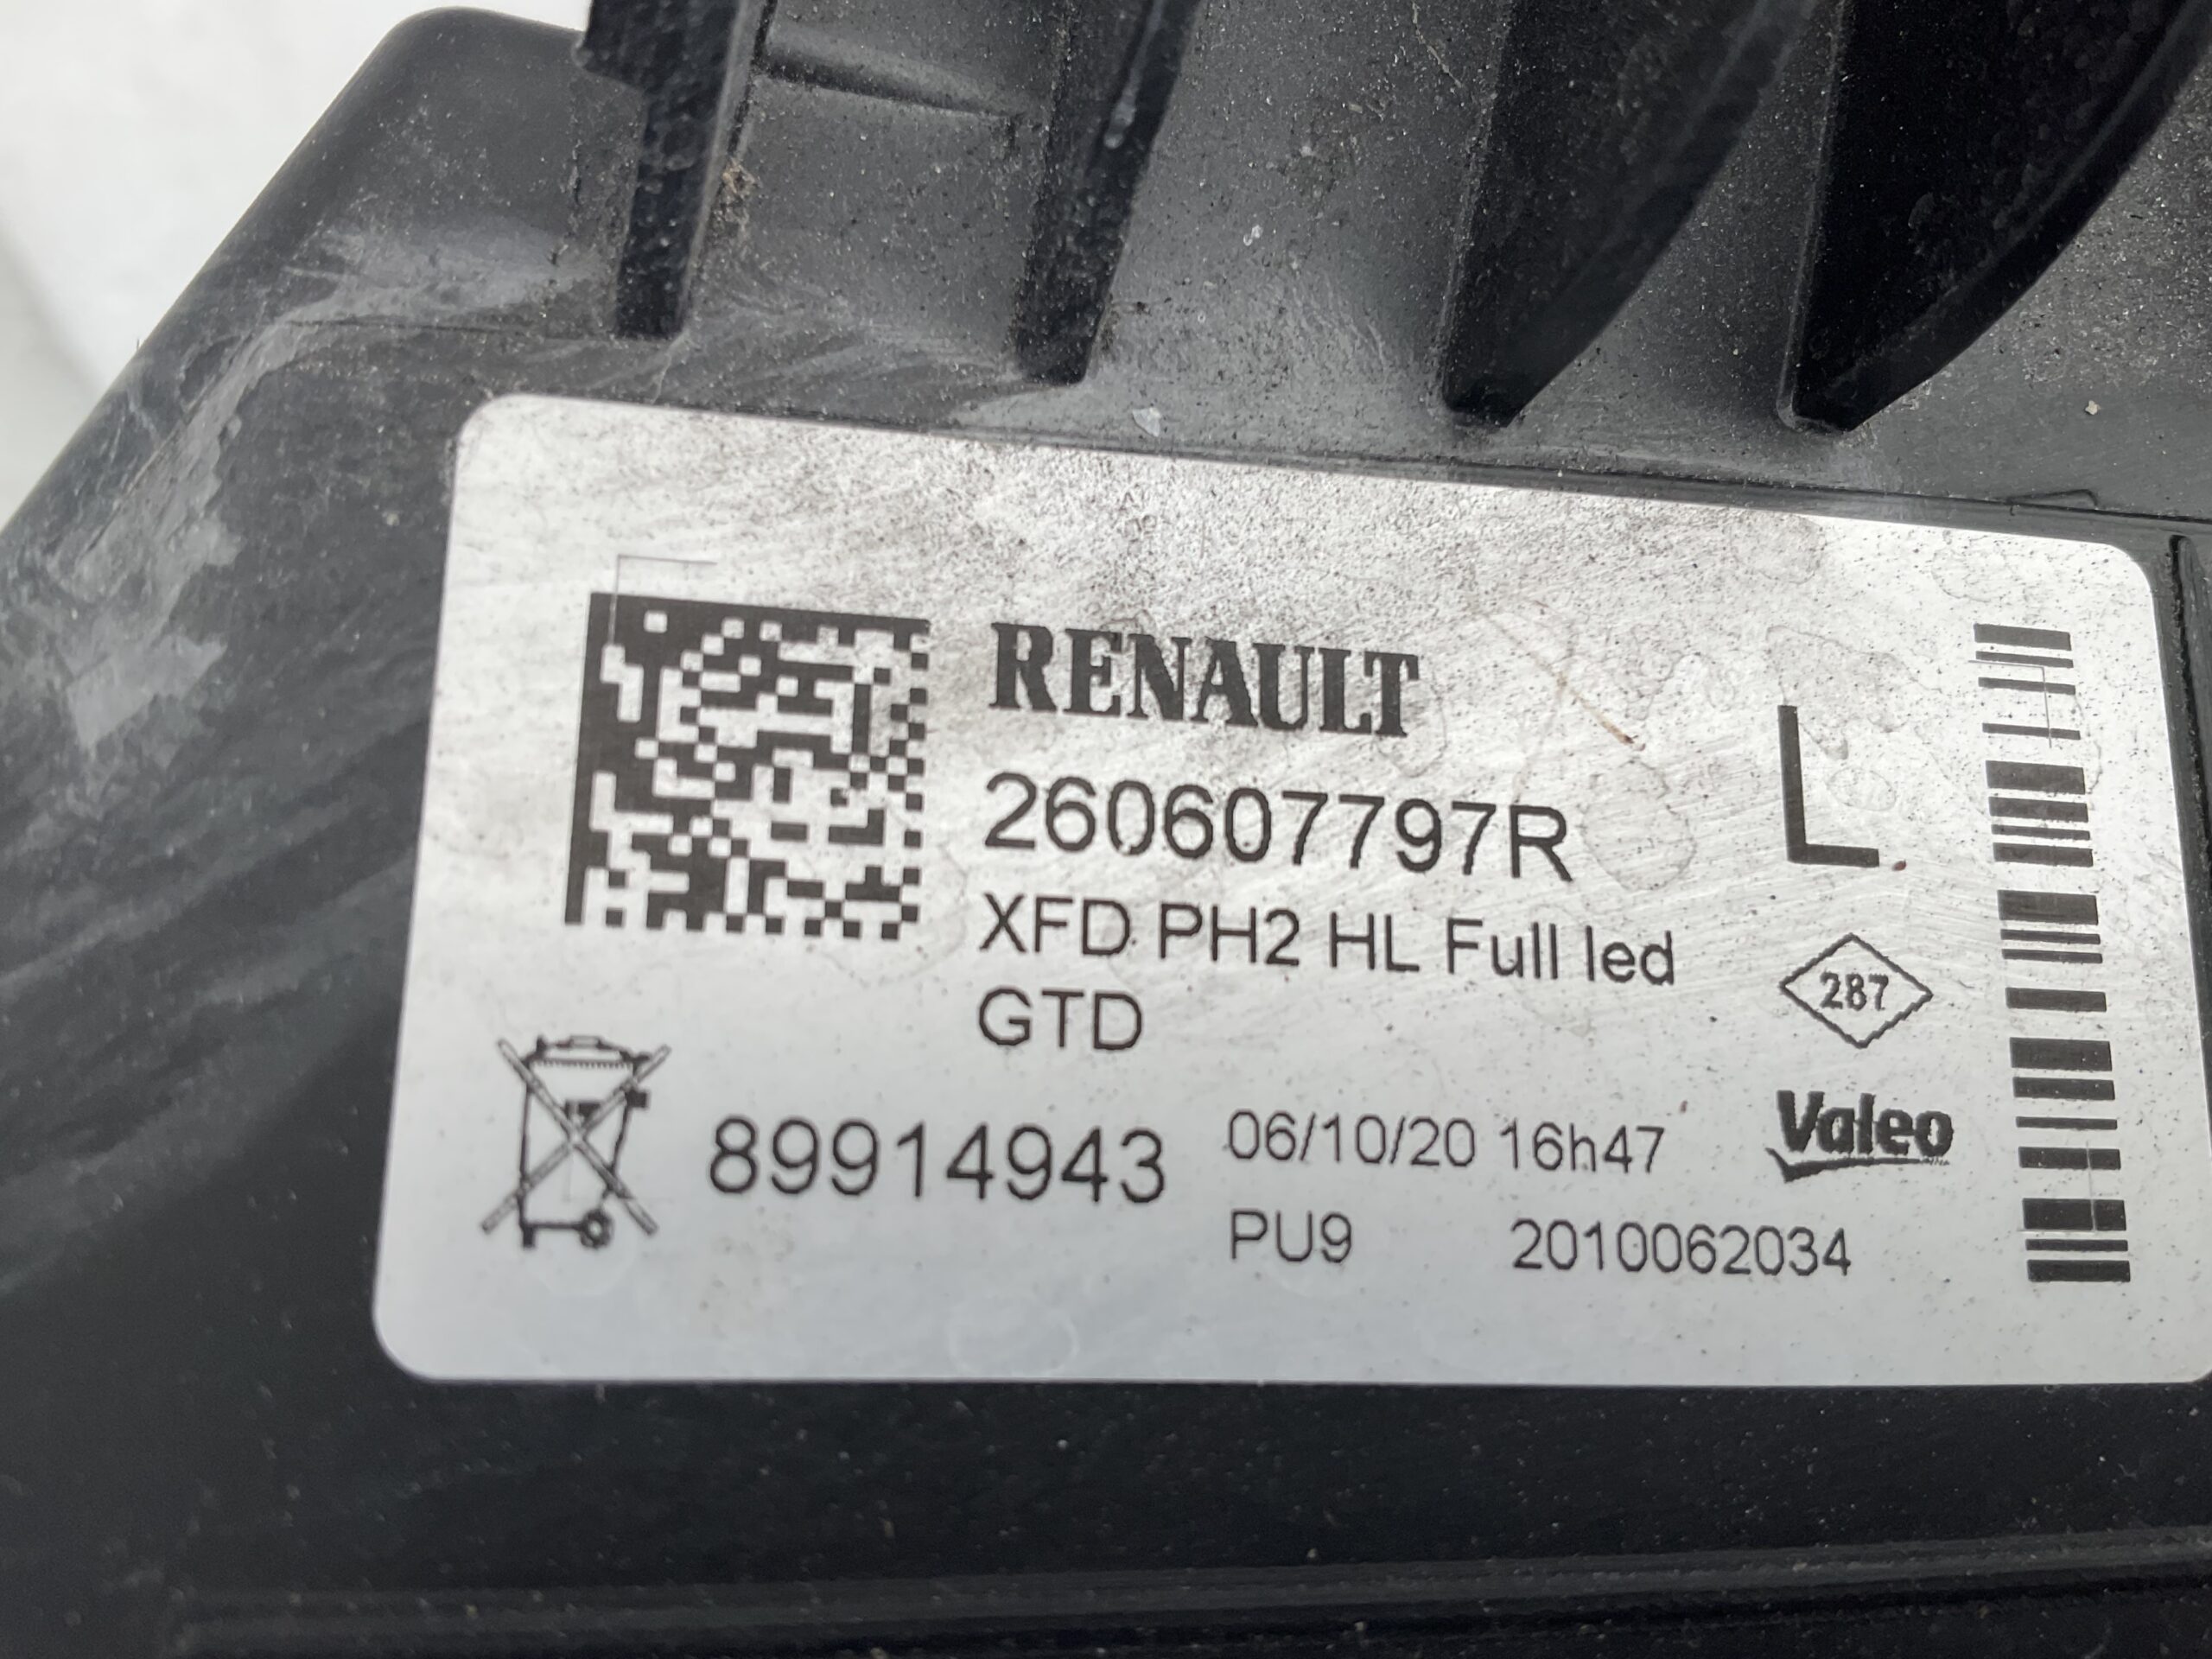 RENAULT
260607797R
L
XFD PH2 HL Full led
GTD
287
89914943
06/10/20 16h47
Valeo
PU9 2010062034